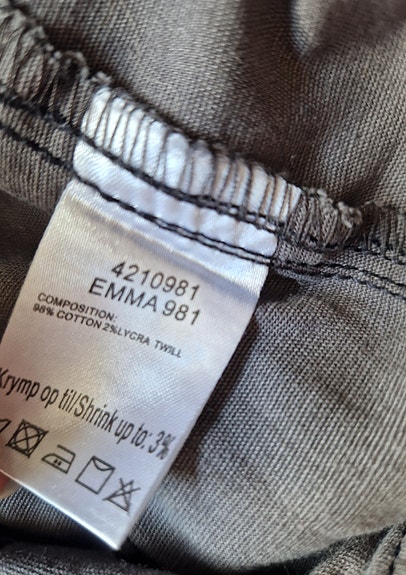 4210981
EMMA 981
COMPOSITION:
98% COTTON 2%LYCRA TWILL
Krymp op til/Shrink up to: 3%